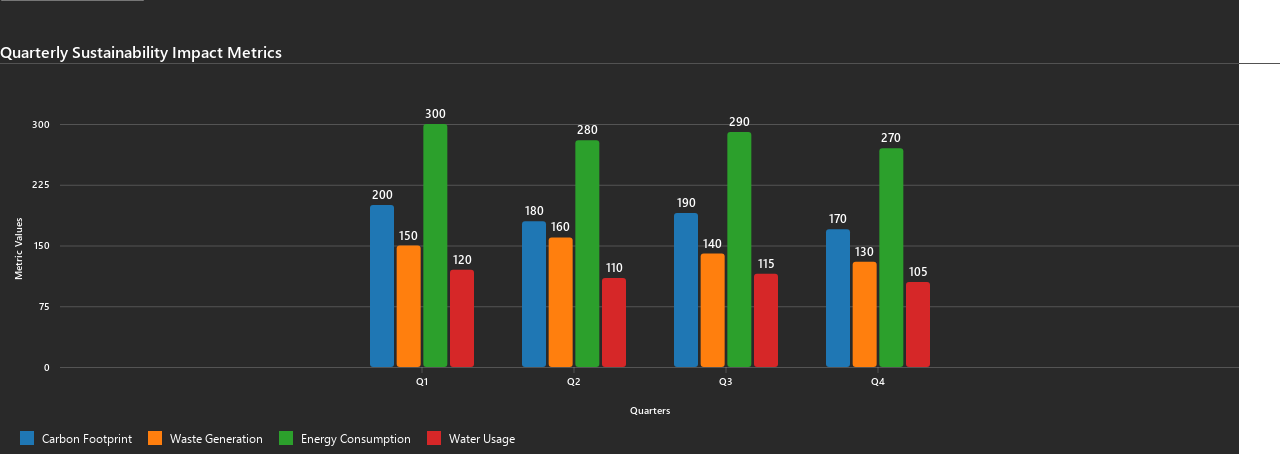 Quarterly Sustainability Impact Metrics
300
225
150
75
0
Metric Values
200 150 300 120
180 160 280 110
190 140 290 115
170 130 270 105
Q1 Q2 Q3 Q4
Quarters
Carbon Footprint Waste Generation Energy Consumption Water Usage